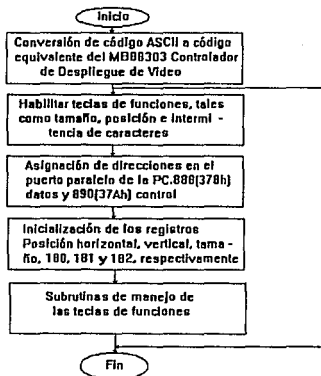 Inicio
Conversión de código ASCII a código
equivalente del MB88303 Controlador
de Despliegue de Video
Habilitar teclas de funciones, tales
como tamaño, posición e intermi -
tencia de caracteres
Asignación de direcciones en el
puerto paralelo de la PC.888(378h)
datos y 890(37Ah) control
Inicialización de los registros
Posición horizontal, vertical, tama -
ño, 180, 181 y 182, respectivamente
Subrutinas de manejo de
las teclas de funciones
Fin